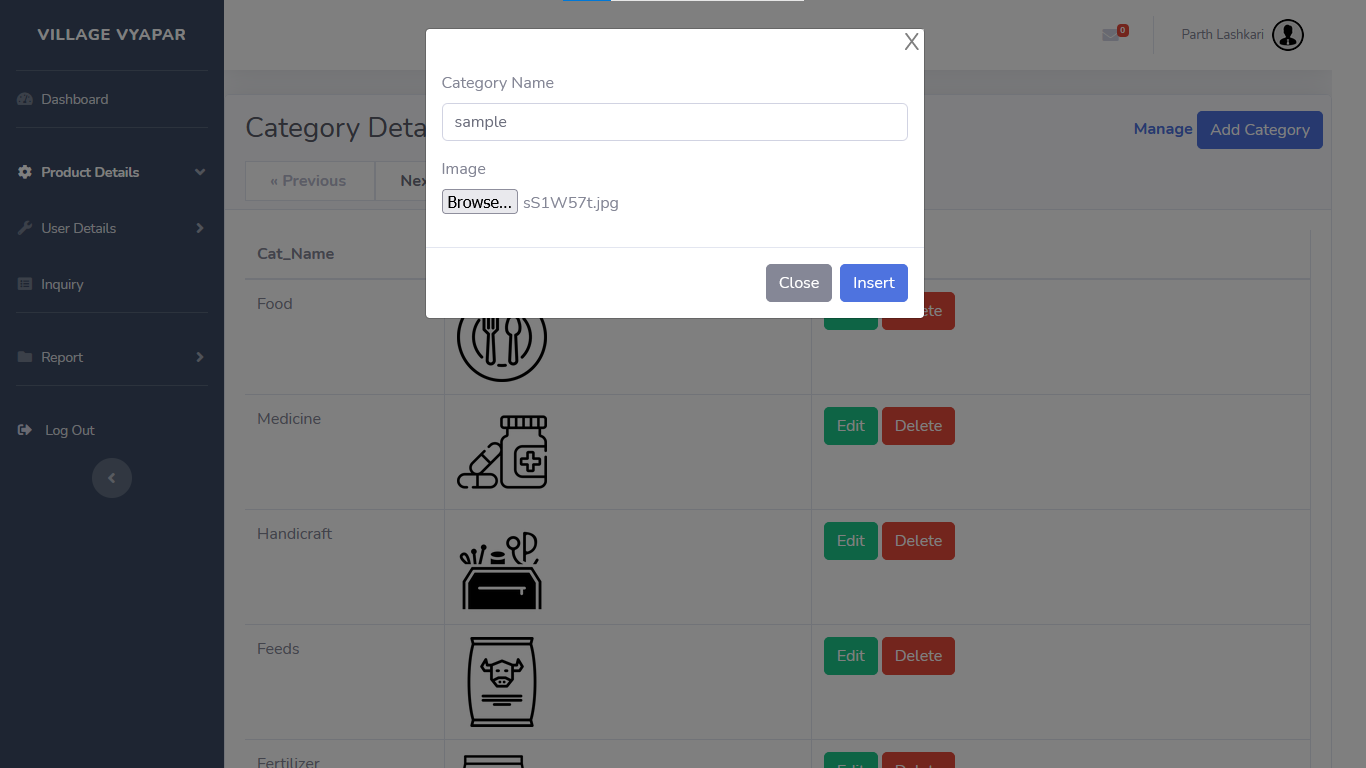 VILLAGE VYAPAR
Dashboard
Product Details
User Details
Inquiry
Report
Log Out
0
Parth Lashkari
Category Deta
Manage
Add Category
« Previous
Nex
X
Category Name
sample
Image
Browse... sS1W57t.jpg
Close
Insert
Cat_Name
Food
Medicine
Edit
Delete
Handicraft
Edit
Delete
Feeds
Edit
Delete
Fertilizer
Edit
Delete